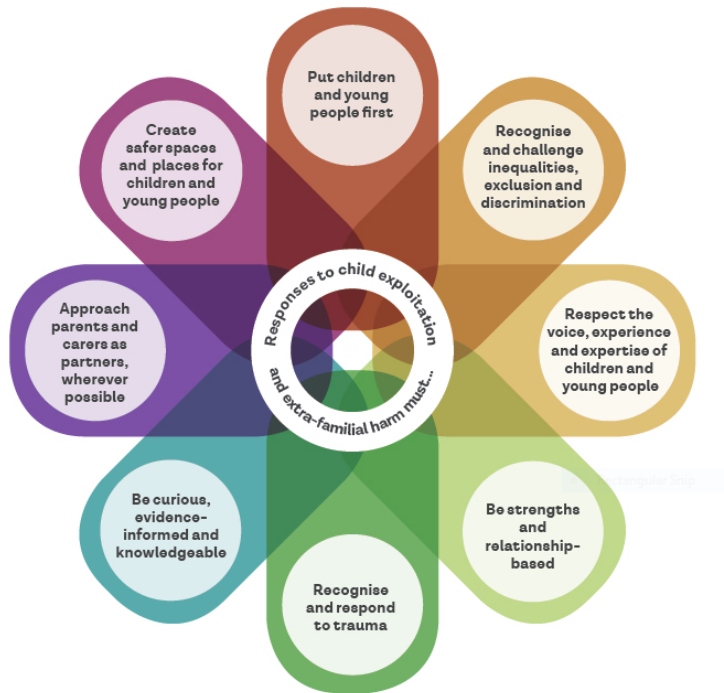 Put children
and young
people first
Recognise
and challenge
inequalities,
exclusion and
discrimination
Respect the
voice, experience
and expertise of
children and
young people
Be strengths
and
relationship-
based
Recognise
and respond
to trauma
Be curious,
evidence-
informed and
knowledgeable
Approach
parents and
carers as
partners,
wherever
possible
Create
safer spaces
and places for
children and
young people
Responses to child exploitation
and extra-familial harm must...
Rectangular Snip